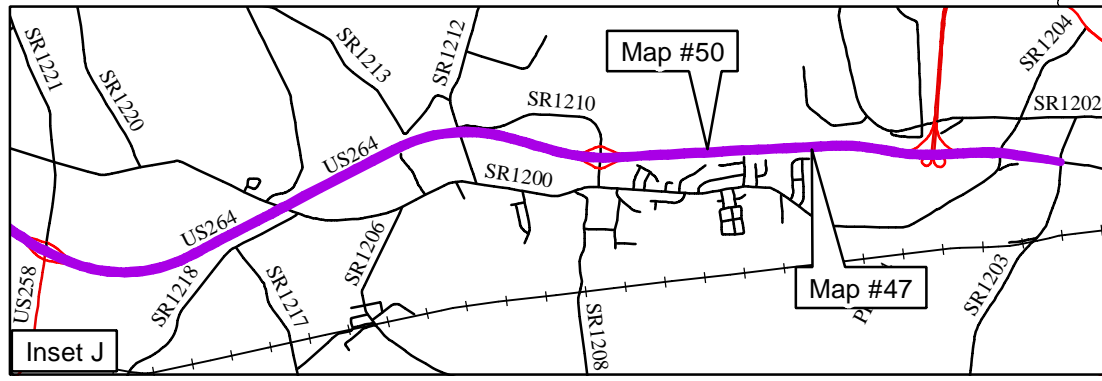 SR1221
SR1220
SR1213
SR1212
Map #50
SR1204
SR1202
SR1210
US264
SR1200
US264
US258
SR1218
SR1217
SR1206
SR1208
Map #47
SR1203
Inset J